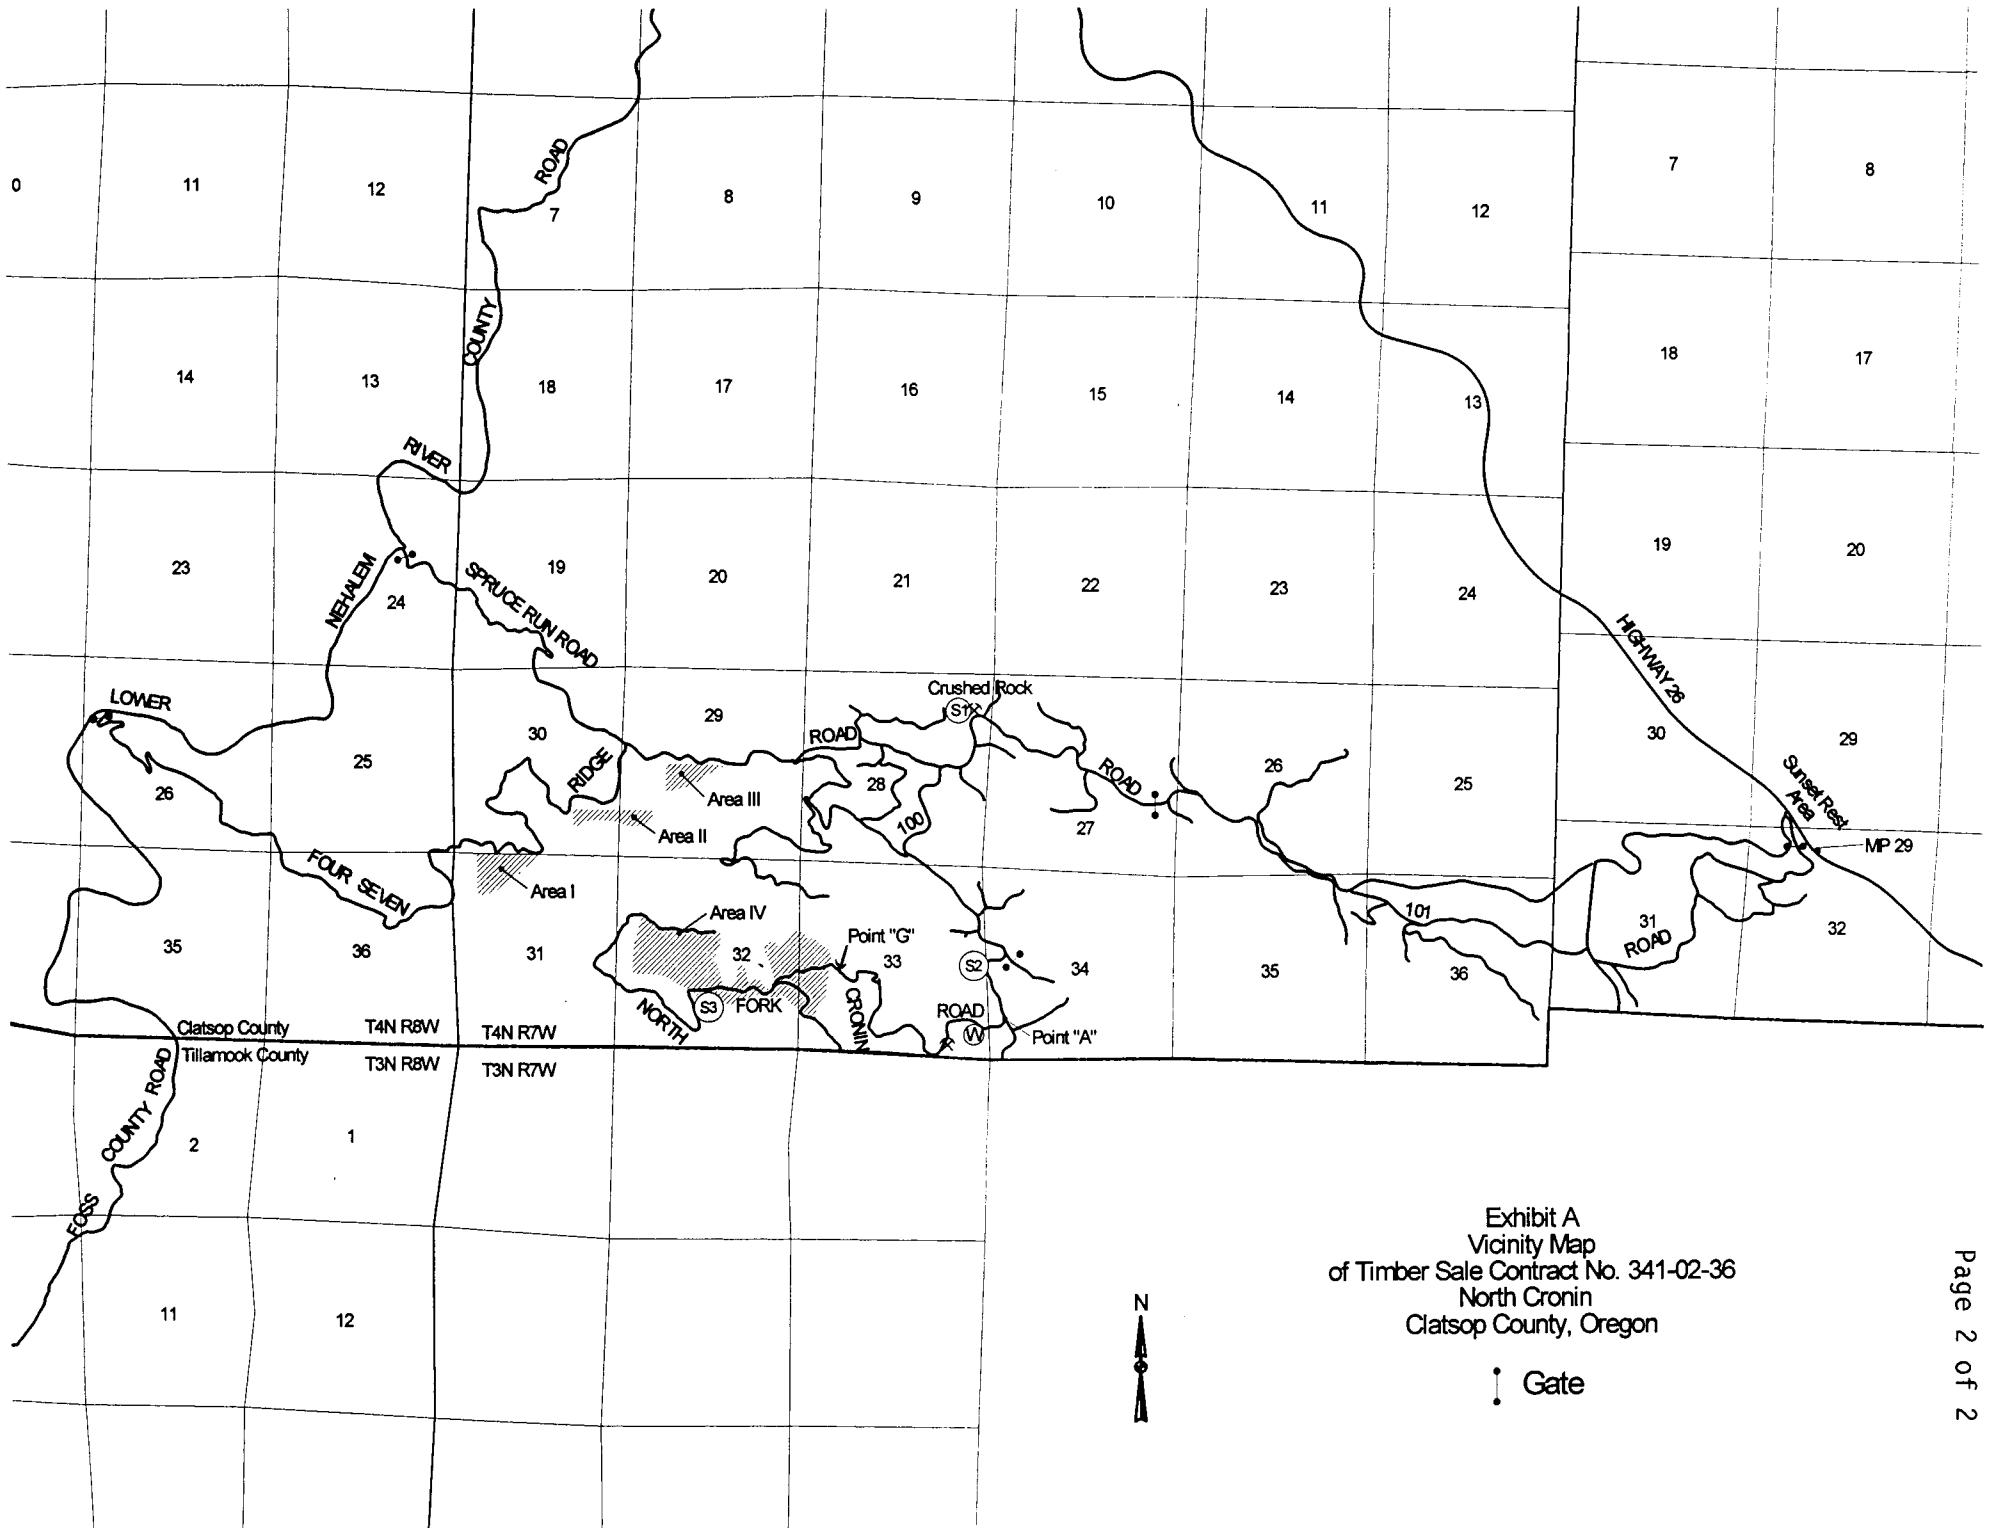 ROAD
0
11
12
7
8
9
10
11
12
7
8
COUNTY
14
13
18
17
16
15
14
13
18
17
RIVER
23
NEHALEM
24
SPRUCE RUN ROAD
19
20
21
22
23
24
19
20
HIGHWAY 26
LOWER
26
25
30
RIDGE
29
ROAD
Crushed Rock
S1
28
100
ROAD
27
26
25
30
29
Sunset Rest
Area
MP 29
Area III
Area II
Area I
FOUR SEVEN
Area IV
Point "G"
35
36
31
32
33
S2
34
35
101
36
31
ROAD
32
NORTH
S3
FORK
CRONIN
ROAD
W
Point "A"
Clatsop County
T4N R8W
T4N R7W
Tillamook County
T3N R8W
T3N R7W
FOSS
COUNTY ROAD
2
1
11
12
N
Exhibit A
Vicinity Map
of Timber Sale Contract No. 341-02-36
North Cronin
Clatsop County, Oregon
Gate
Page 2 of 2